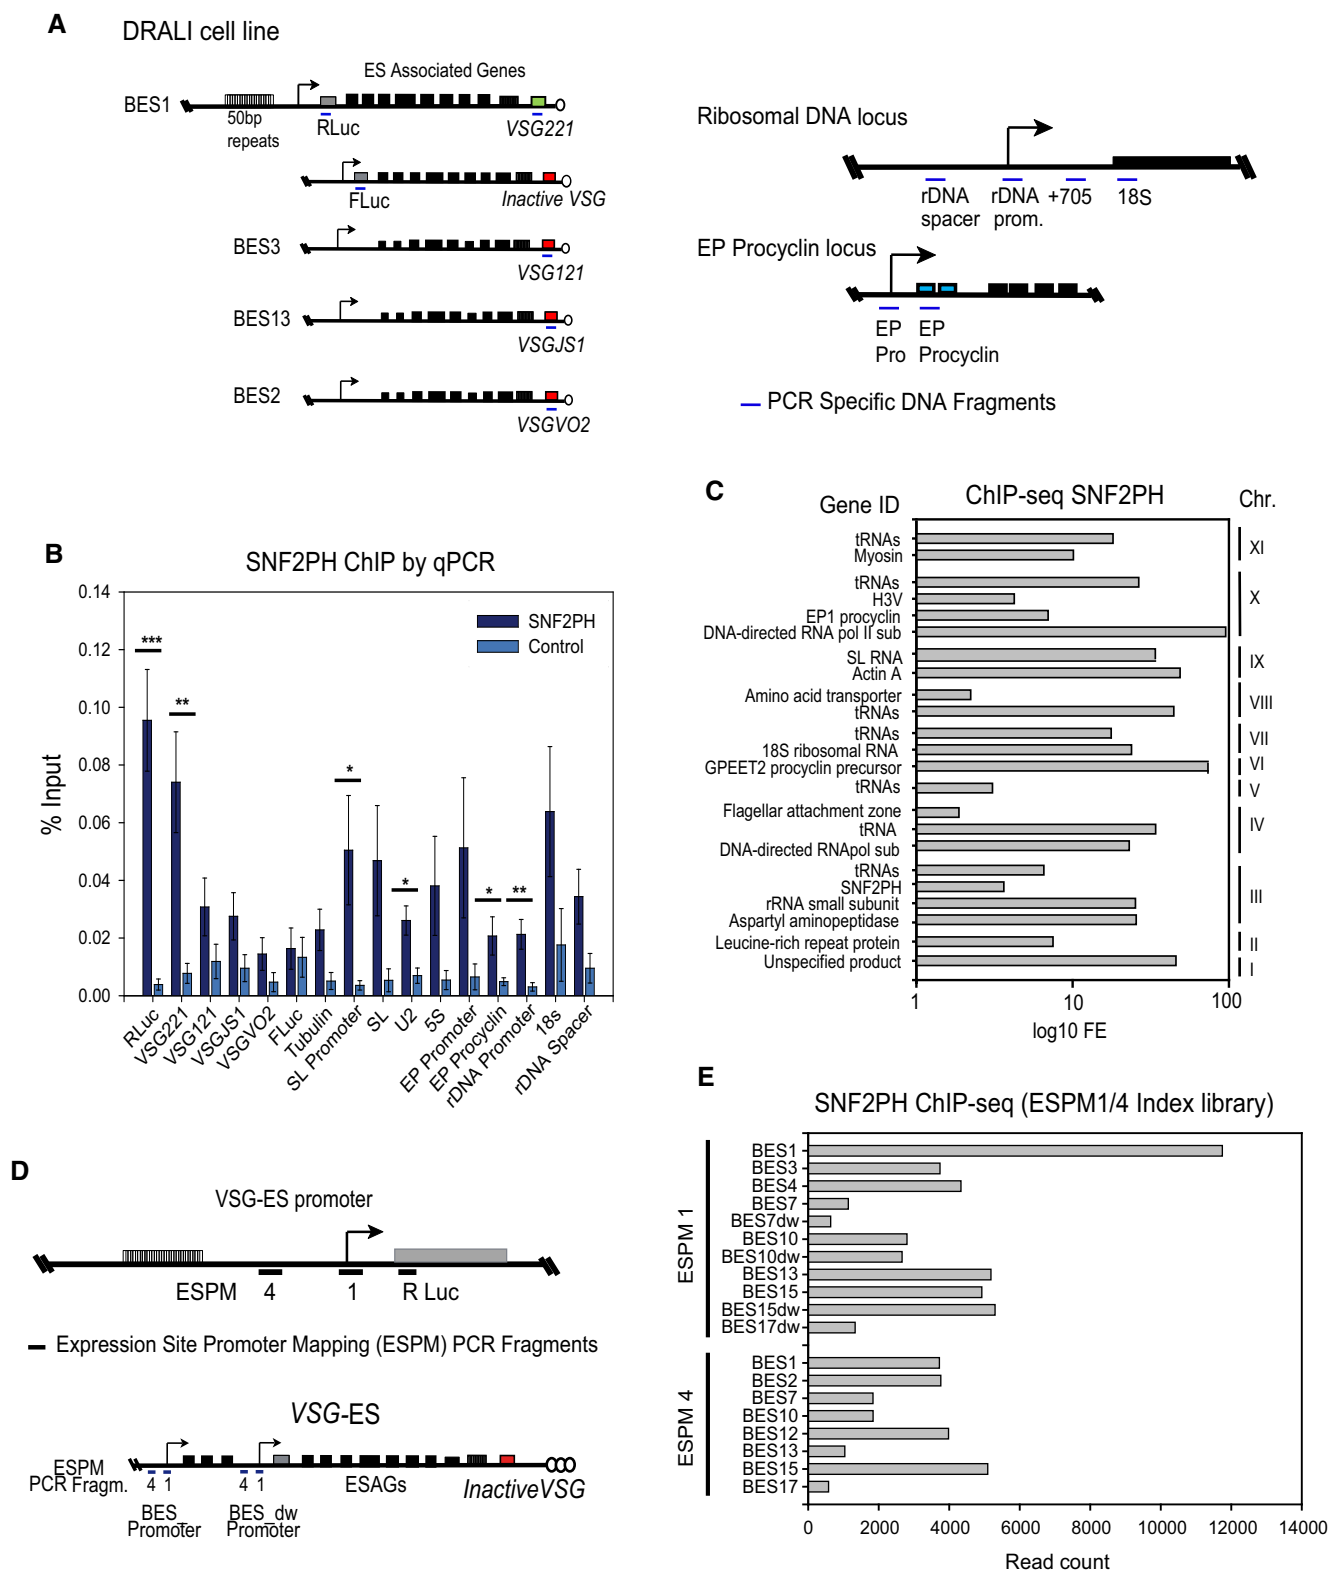 A
DRALI cell line
ES Associated Genes
BES1
50bp
repeats
RLuc
VSG221
FLuc
Inactive VSG
BES3
VSG121
BES13
VSGJS1
BES2
VSGVO2
Ribosomal DNA locus
rDNA
spacer
rDNA
prom.
+705
18S
EP Procyclin locus
EP
Pro
EP
Procyclin
PCR Specific DNA Fragments
B
SNF2PH ChIP by qPCR
% Input
0.14
0.12
0.10
0.08
0.06
0.04
0.02
0.00
SNF2PH
Control
***
**
*
*
*
**
RLuc
VSG221
VSG121
VSGJS1
VSGVO2
FLuc
Tubulin
SL Promoter
SL
U2
5S
EP Promoter
EP Procyclin
rDNA Promoter
18s
rDNA Spacer
C
Gene ID
ChIP-seq SNF2PH
Chr.
tRNAs
Myosin
XI
tRNAs
H3V
EP1 procyclin
DNA-directed RNA pol II sub
X
SL RNA
Actin A
IX
Amino acid transporter
tRNAs
VIII
tRNAs
18S ribosomal RNA
VII
GPEET2 procyclin precursor
VI
tRNAs
V
Flagellar attachment zone
tRNA
DNA-directed RNApol sub
IV
tRNAs
SNF2PH
rRNA small subunit
Aspartyl aminopeptidase
III
Leucine-rich repeat protein
II
Unspecified product
I
1
10
100
log10 FE
D
VSG-ES promoter
ESPM
4
1
R Luc
Expression Site Promoter Mapping (ESPM) PCR Fragments
VSG-ES
ESPM
PCR Fragm.
4 1
4 1
ESAGs
InactiveVSG
BES_
Promoter
BES_dw
Promoter
E
SNF2PH ChIP-seq (ESPM1/4 Index library)
ESPM 1
BES1
BES3
BES4
BES7
BES7dw
BES10
BES10dw
BES13
BES15
BES15dw
BES17dw
ESPM 4
BES1
BES2
BES7
BES10
BES12
BES13
BES15
BES17
0
2000
4000
6000
8000
10000
12000
14000
Read count